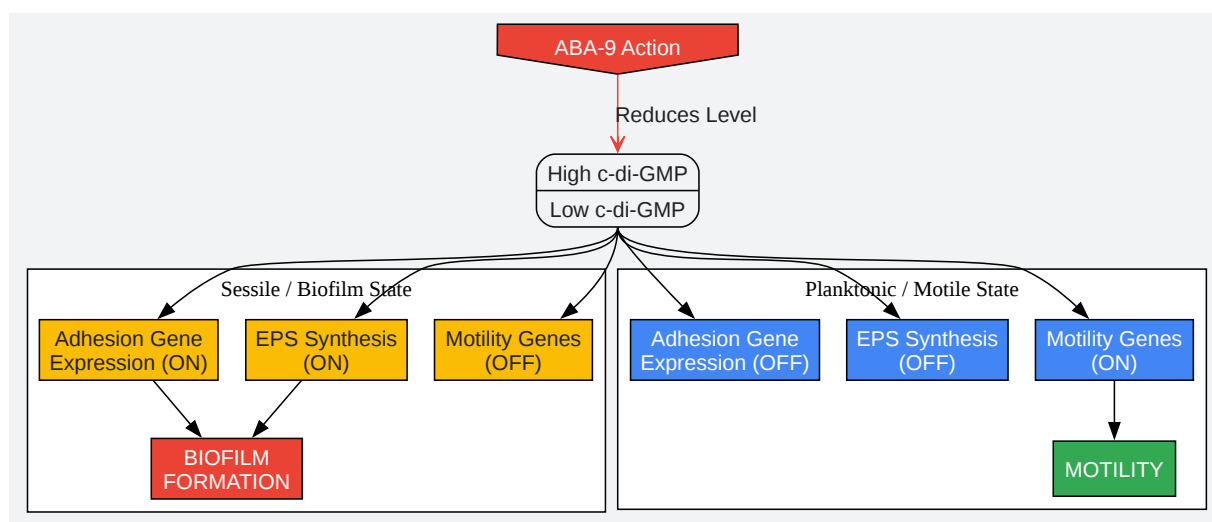 ABA-9 Action
Reduces Level
High c-di-GMP
Low c-di-GMP
Sessile / Biofilm State
Adhesion Gene
Expression (ON)
EPS Synthesis
(ON)
Motility Genes
(OFF)
BIOFILM
FORMATION
Planktonic / Motile State
Adhesion Gene
Expression (OFF)
EPS Synthesis
(OFF)
Motility Genes
(ON)
MOTILITY